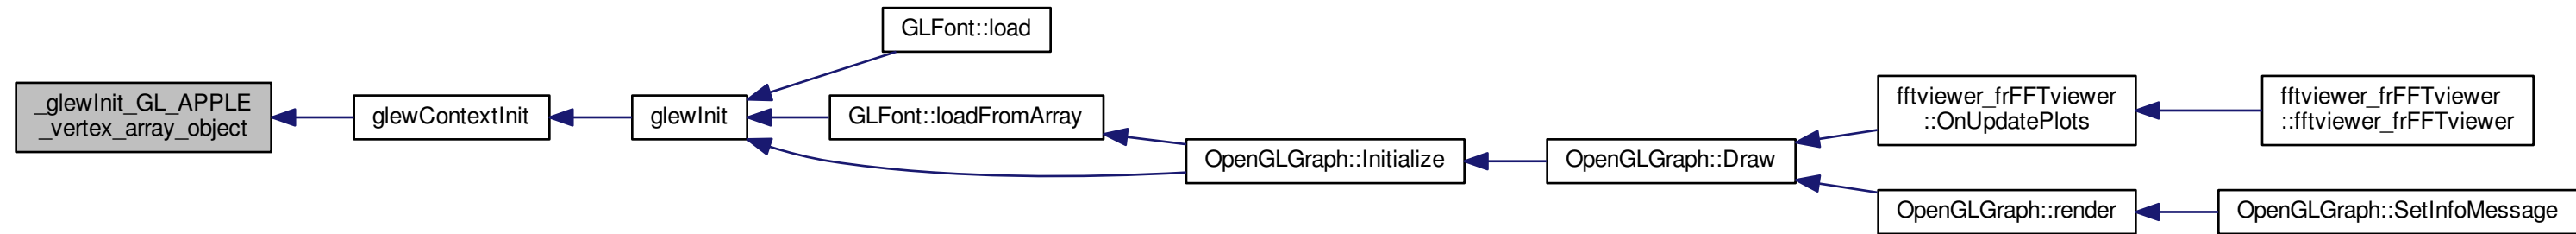 _glewInit_GL_APPLE
_vertex_array_object
glewContextInit
glewInit
GLFont::load
GLFont::loadFromArray
OpenGLGraph::Initialize
OpenGLGraph::Draw
fftviewer_frFFTviewer
::OnUpdatePlots
fftviewer_frFFTviewer
::fftviewer_frFFTviewer
OpenGLGraph::render
OpenGLGraph::SetInfoMessage